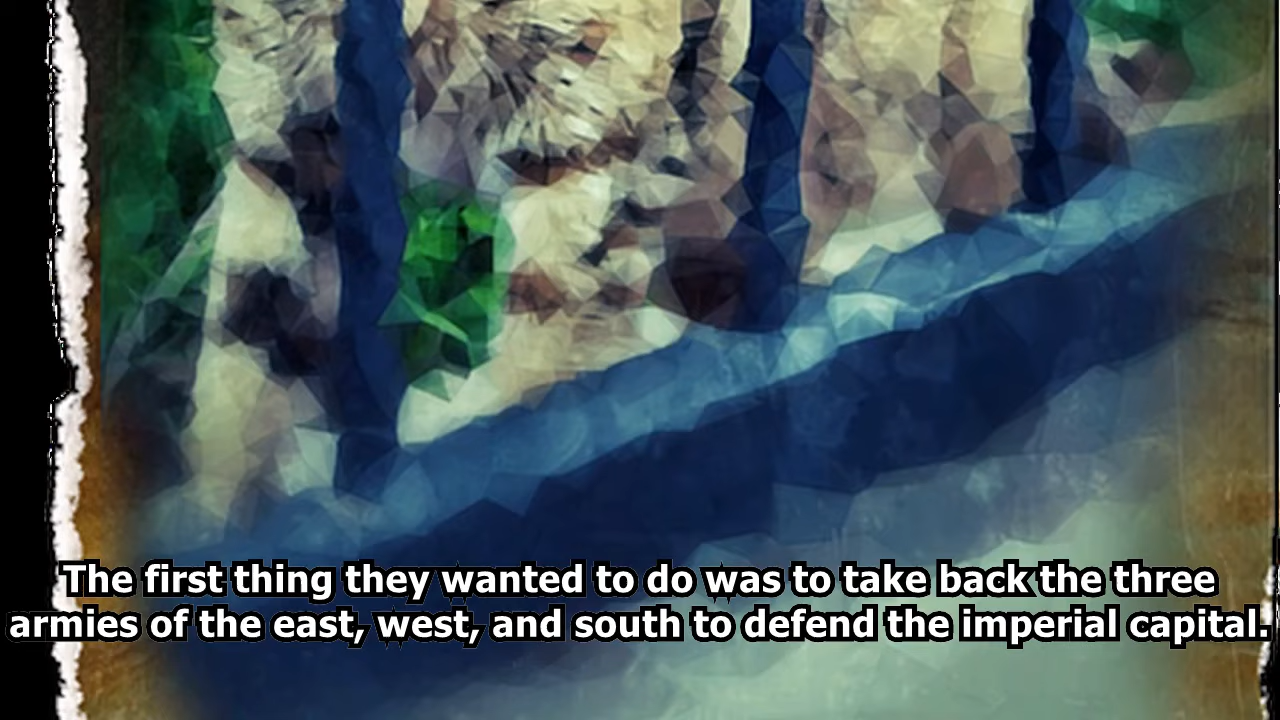 The first thing they wanted to do was to take back the three
armies of the east, west, and south to defend the imperial capital.